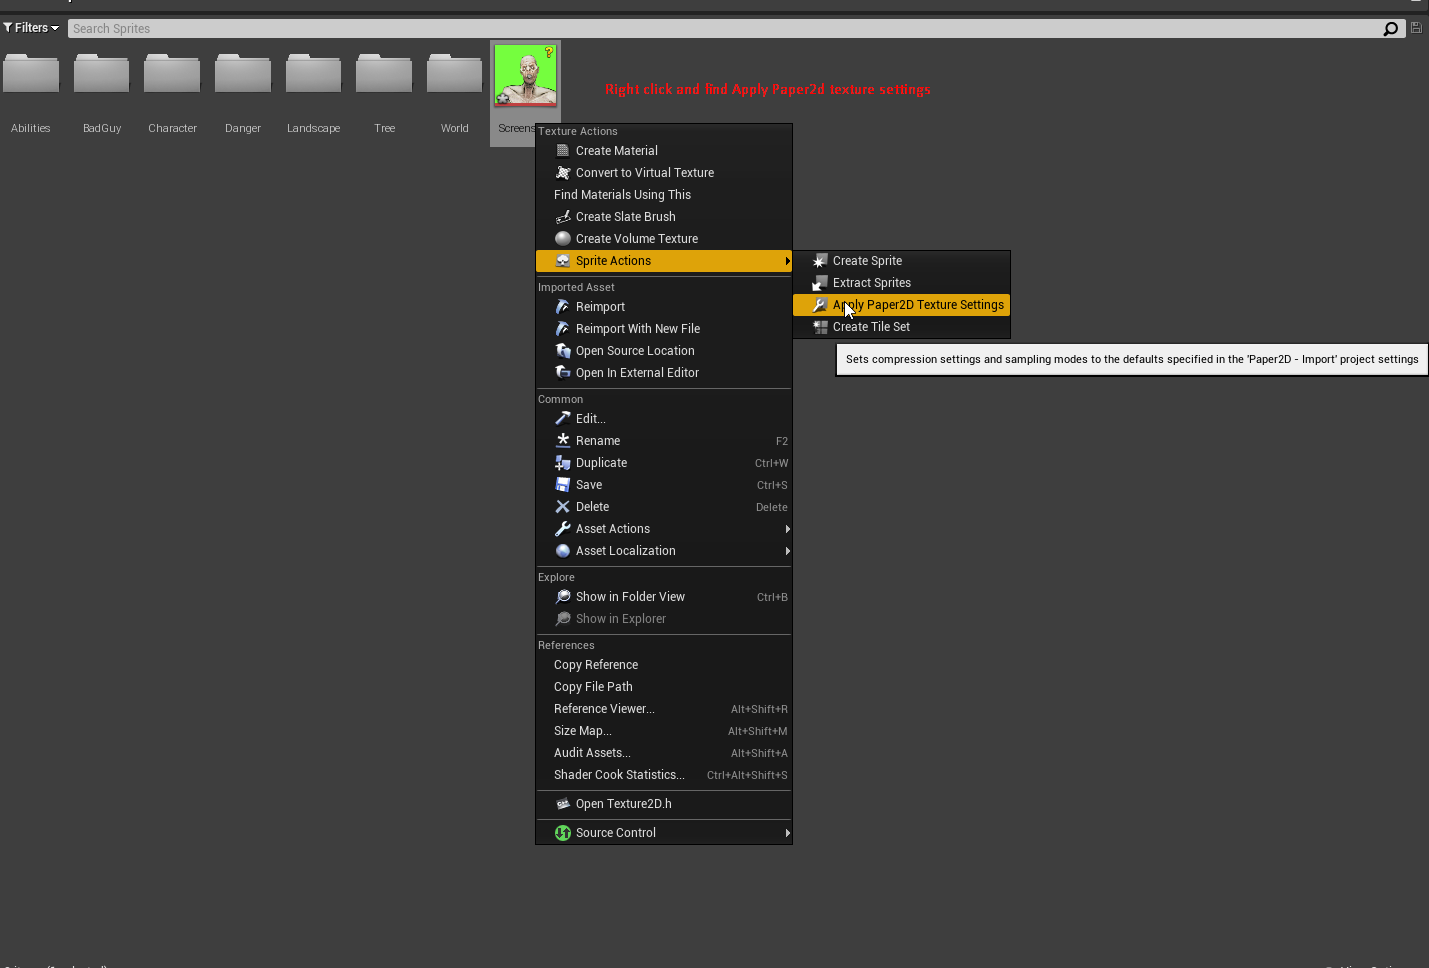 Filters
Search Sprites
Abilities
BadGuy
Character
Danger
Landscape
Tree
World
Screens
Right click and find Apply Paper2d texture settings
Texture Actions
Create Material
Convert to Virtual Texture
Find Materials Using This
Create Slate Brush
Create Volume Texture
Sprite Actions
Create Sprite
Extract Sprites
Apply Paper2D Texture Settings
Create Tile Set
Sets compression settings and sampling modes to the defaults specified in the 'Paper2D - Import' project settings
Imported Asset
Reimport
Reimport With New File
Open Source Location
Open In External Editor
Common
Edit...
Rename F2
Duplicate Ctrl+W
Save Ctrl+S
Delete Delete
Asset Actions
Asset Localization
Explore
Show in Folder View Ctrl+B
Show in Explorer
References
Copy Reference
Copy File Path
Reference Viewer... Alt+Shift+R
Size Map... Alt+Shift+M
Audit Assets... Alt+Shift+A
Shader Cook Statistics... Ctrl+Alt+Shift+S
Open Texture2D.h
Source Control